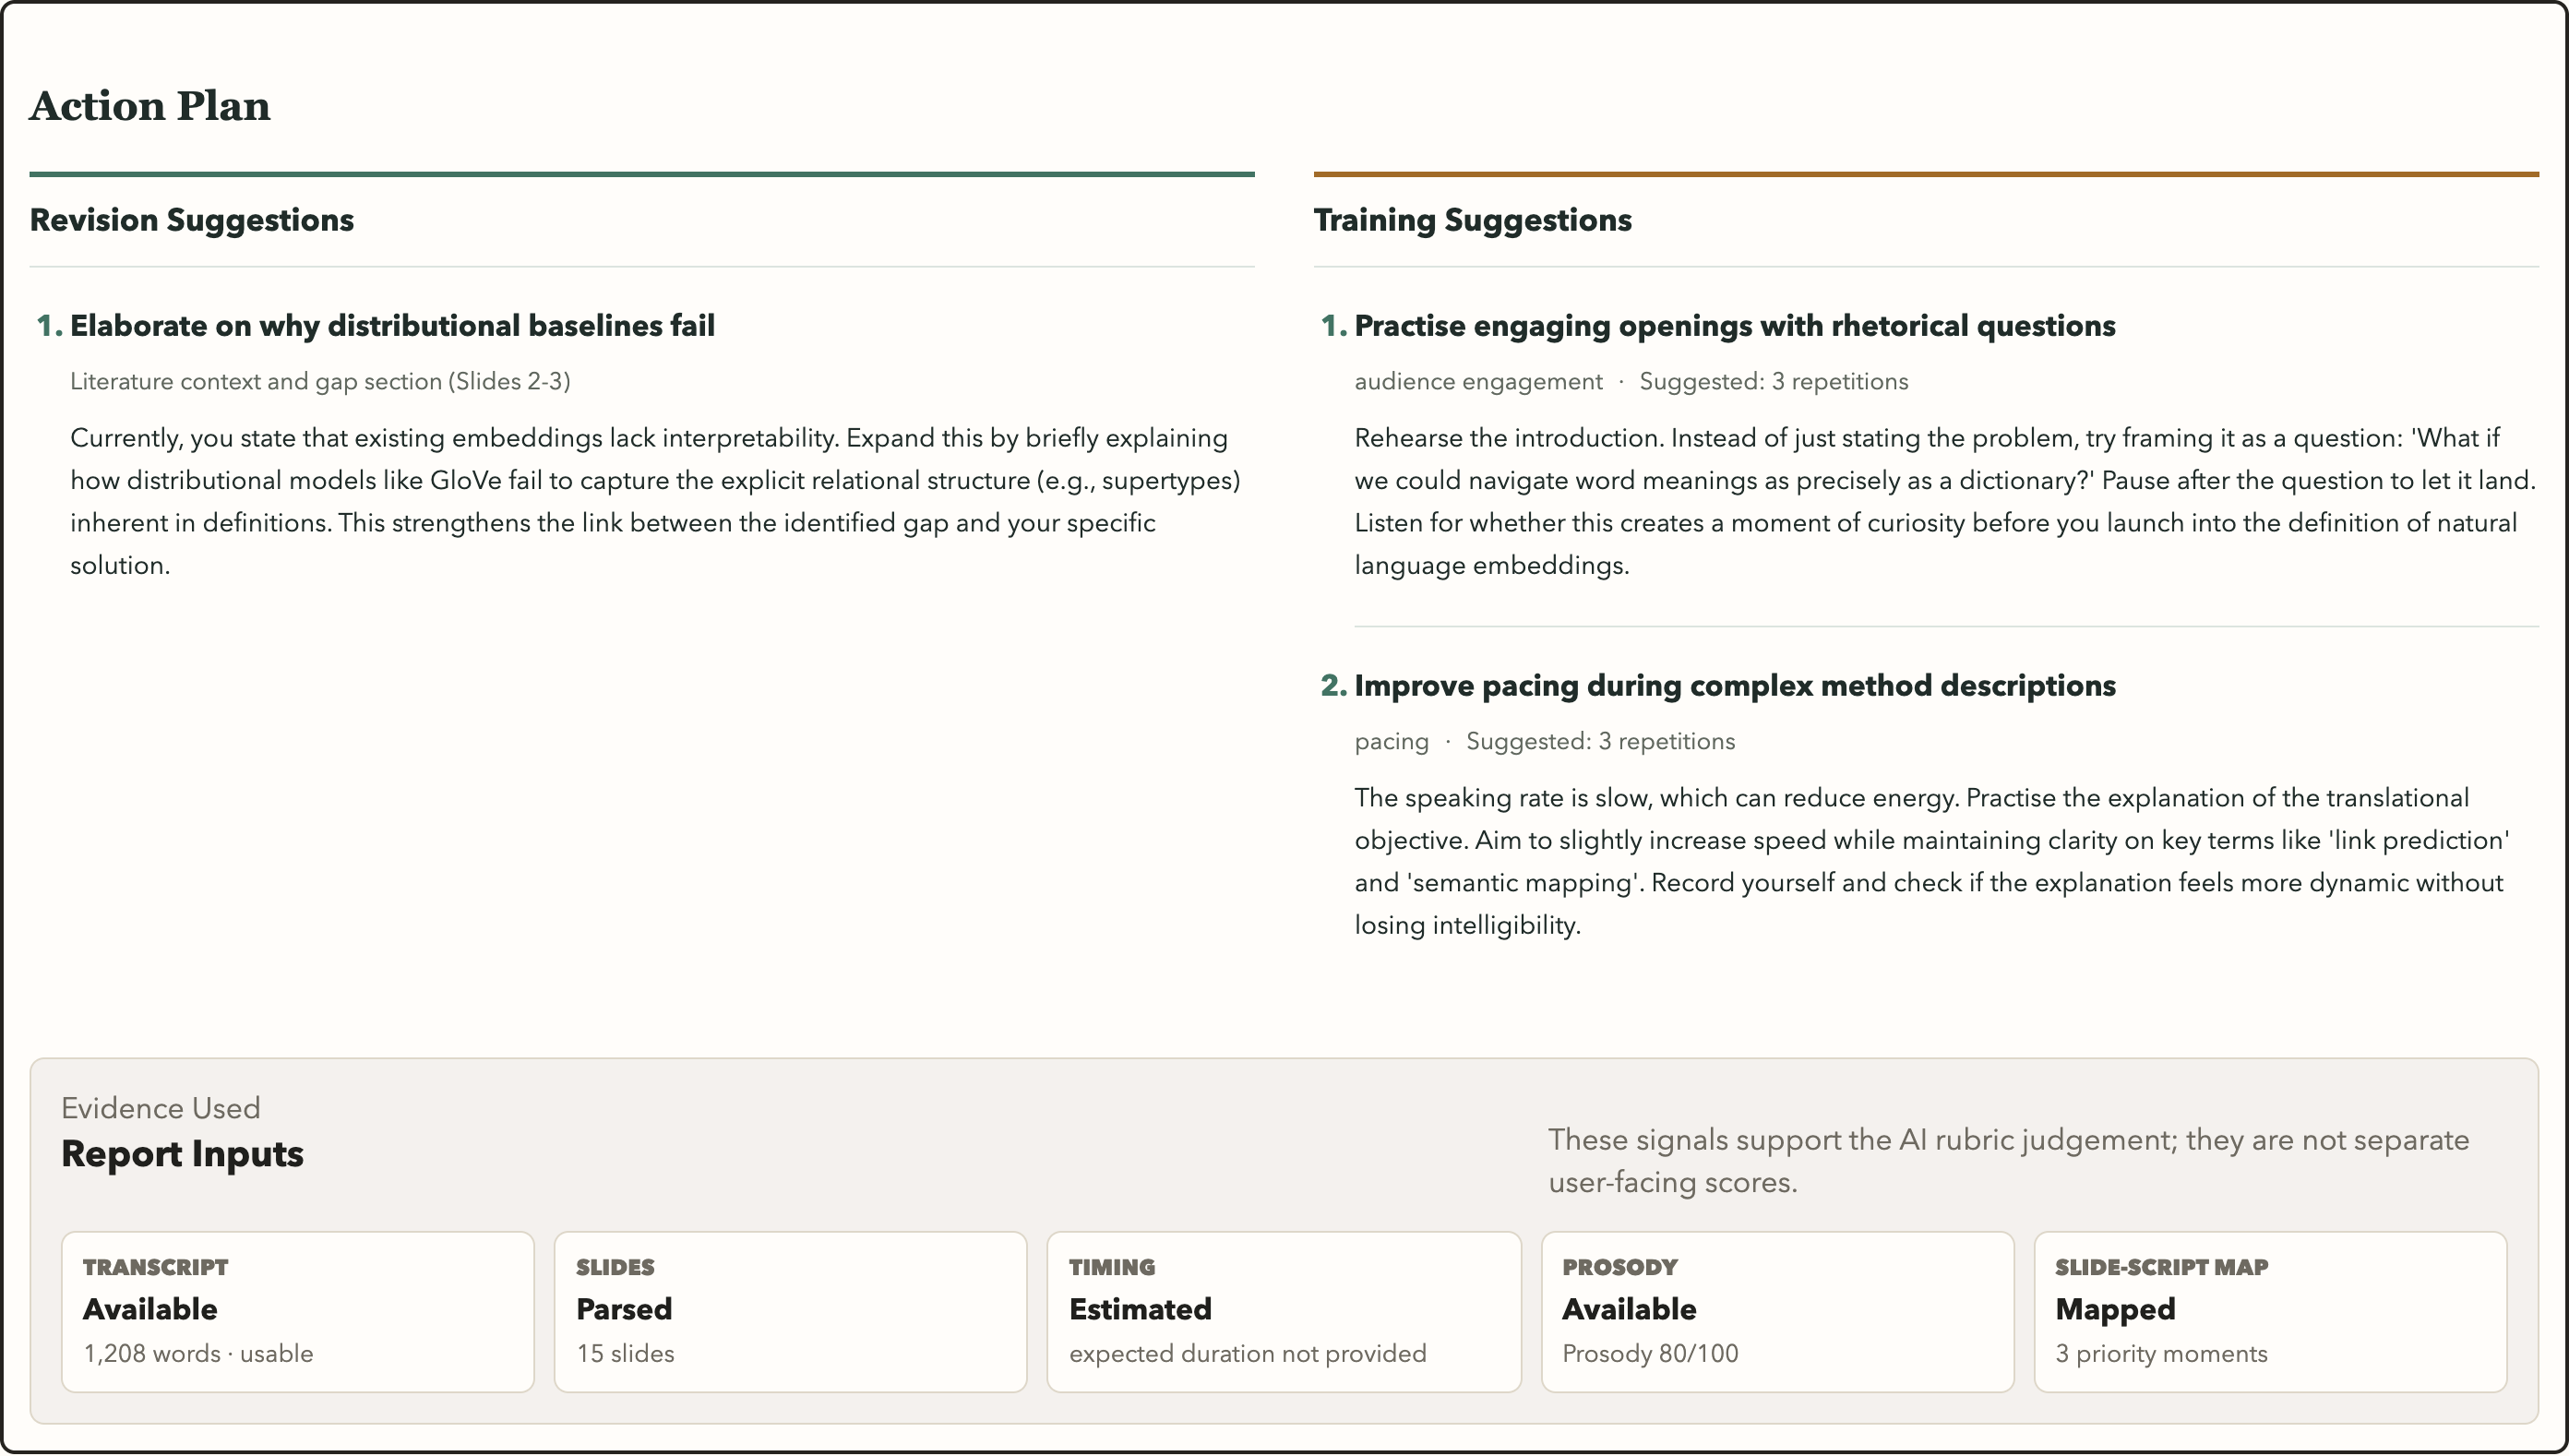 Action Plan
Revision Suggestions
1. Elaborate on why distributional baselines fail
Literature context and gap section (Slides 2-3)
Currently, you state that existing embeddings lack interpretability. Expand this by briefly explaining
how distributional models like GloVe fail to capture the explicit relational structure (e.g., supertypes)
inherent in definitions. This strengthens the link between the identified gap and your specific
solution.
Training Suggestions
1. Practise engaging openings with rhetorical questions
audience engagement · Suggested: 3 repetitions
Rehearse the introduction. Instead of just stating the problem, try framing it as a question: 'What if
we could navigate word meanings as precisely as a dictionary?' Pause after the question to let it land.
Listen for whether this creates a moment of curiosity before you launch into the definition of natural
language embeddings.
2. Improve pacing during complex method descriptions
pacing · Suggested: 3 repetitions
The speaking rate is slow, which can reduce energy. Practise the explanation of the translational
objective. Aim to slightly increase speed while maintaining clarity on key terms like 'link prediction'
and 'semantic mapping'. Record yourself and check if the explanation feels more dynamic without
losing intelligibility.
Evidence Used
Report Inputs
These signals support the AI rubric judgement; they are not separate
user-facing scores.
TRANSCRIPT
Available
1,208 words · usable
SLIDES
Parsed
15 slides
TIMING
Estimated
expected duration not provided
PROSODY
Available
Prosody 80/100
SLIDE-SCRIPT MAP
Mapped
3 priority moments